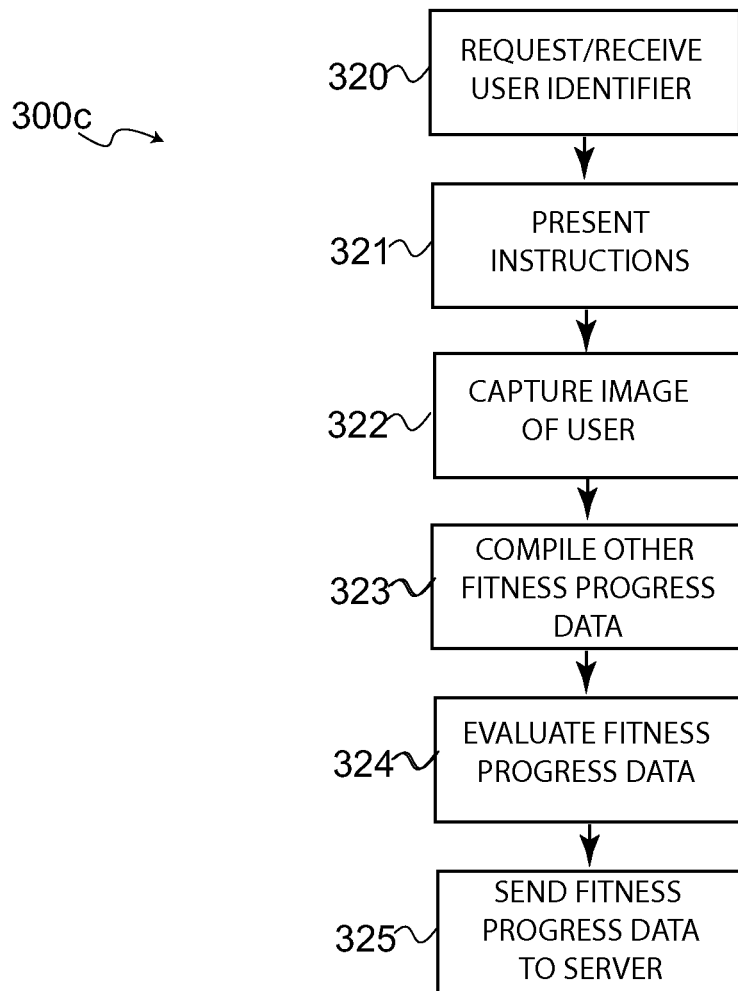 320
REQUEST/RECEIVE
USER IDENTIFIER
300c
321
PRESENT
INSTRUCTIONS
322
CAPTURE IMAGE
OF USER
323
COMPILE OTHER
FITNESS PROGRESS
DATA
324
EVALUATE FITNESS
PROGRESS DATA
325
SEND FITNESS
PROGRESS DATA
TO SERVER